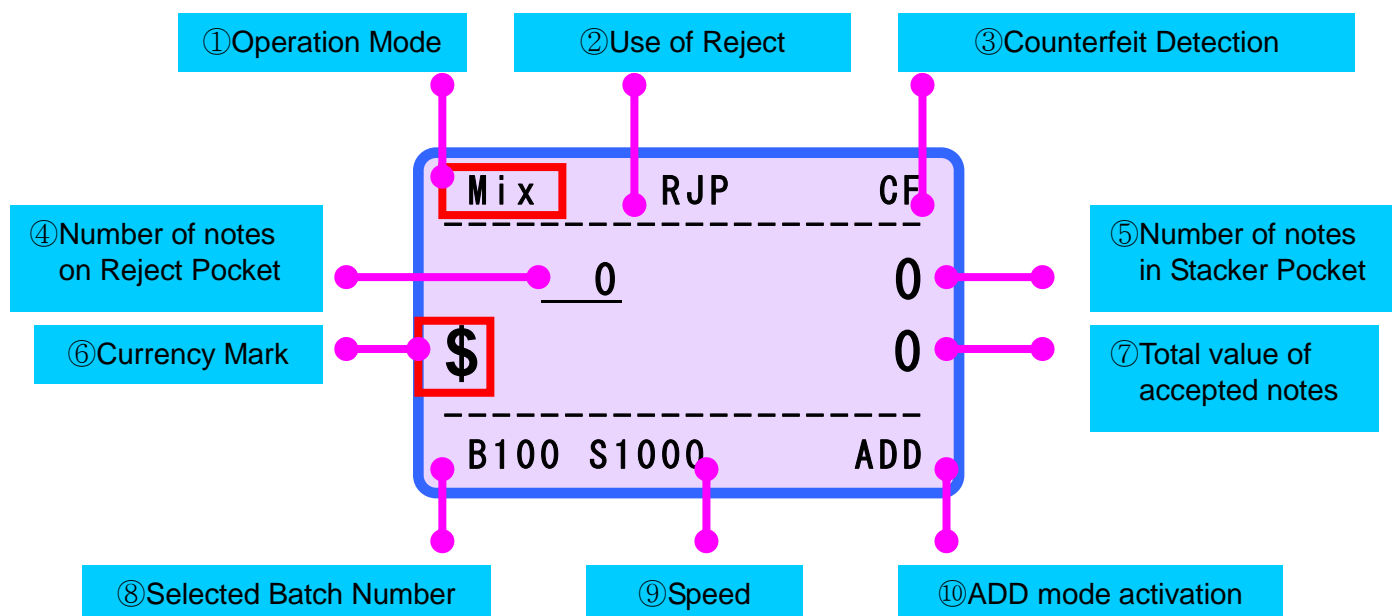 ①Operation Mode
②Use of Reject
③Counterfeit Detection
Mix RJP CF
④Number of notes
on Reject Pocket
0
0
⑤Number of notes
in Stacker Pocket
⑥Currency Mark
$
0
⑦Total value of
accepted notes
B100 S1000 ADD
⑧Selected Batch Number
⑨Speed
⑩ADD mode activation